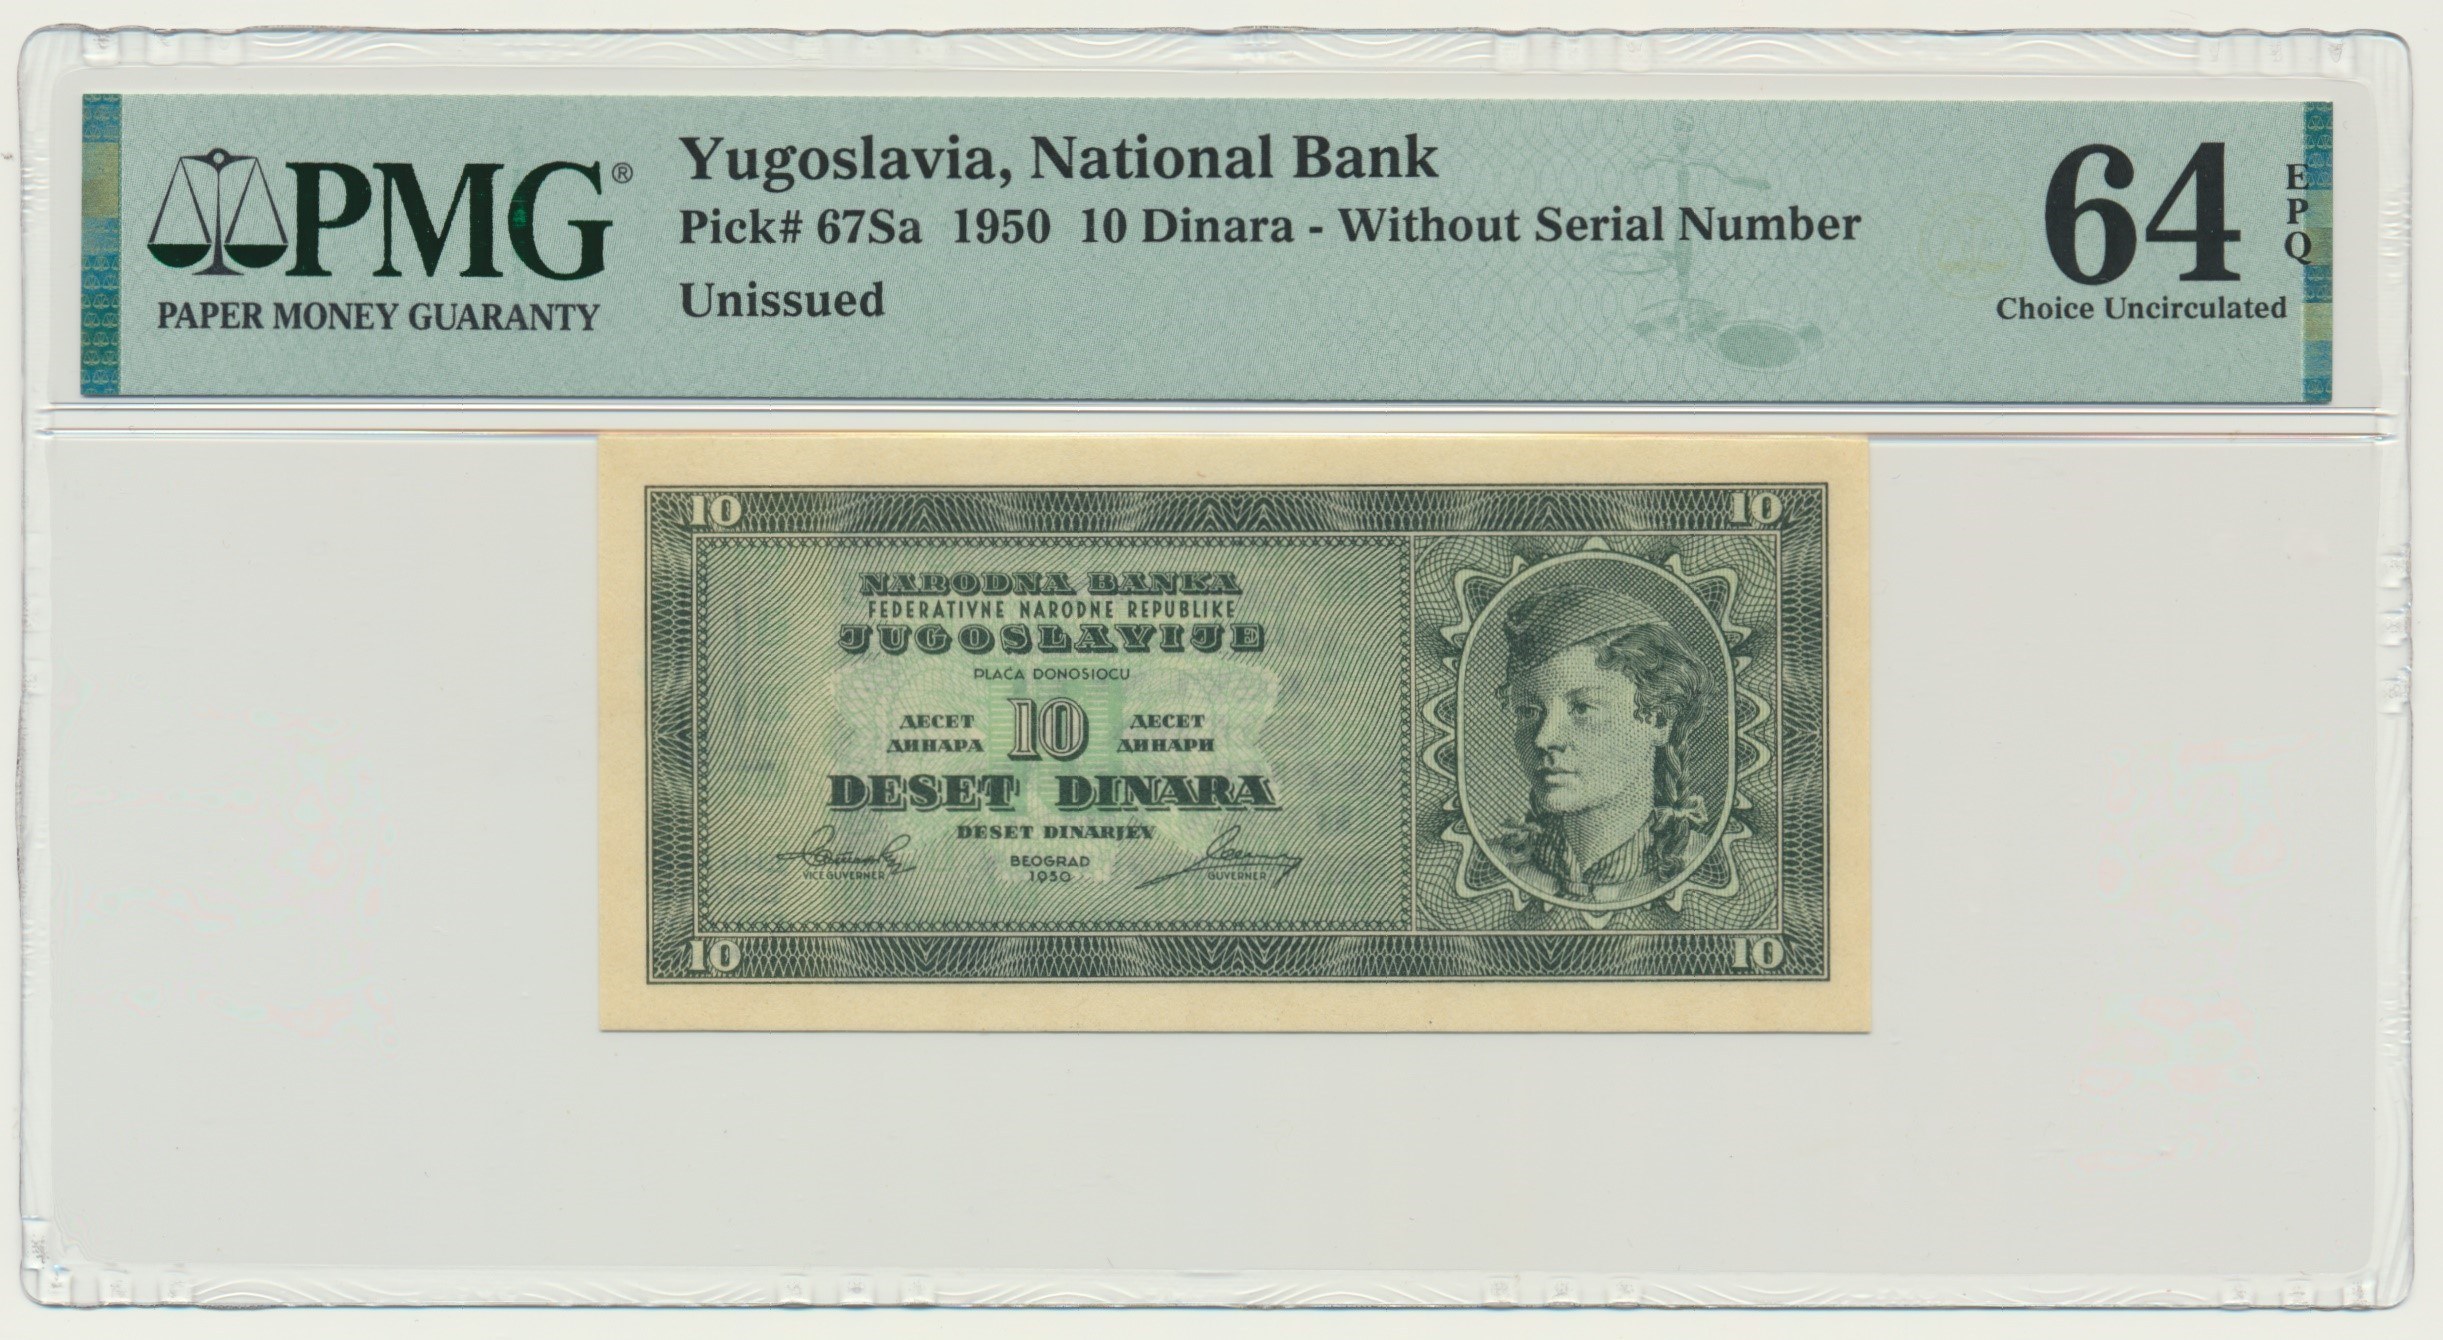 PMG®
PAPER MONEY GUARANTY
Yugoslavia, National Bank
Pick# 67Sa 1950 10 Dinara - Without Serial Number
Unissued
64
EPQ
Choice Uncirculated
10
10
NARODNA BANKA
FEDERATIVNE NARODNE REPUBLIKE
JUGOSLAVIJE
PLAĆA DONOSIOCU
ДЕСЕТ 10 ДЕСЕТ
ДИНАРА ДИНАРИ
DESET DINARA
DESET DINARJEV
VICEGUVERNER
BEOGRAD
1950
GUVERNER
10
10